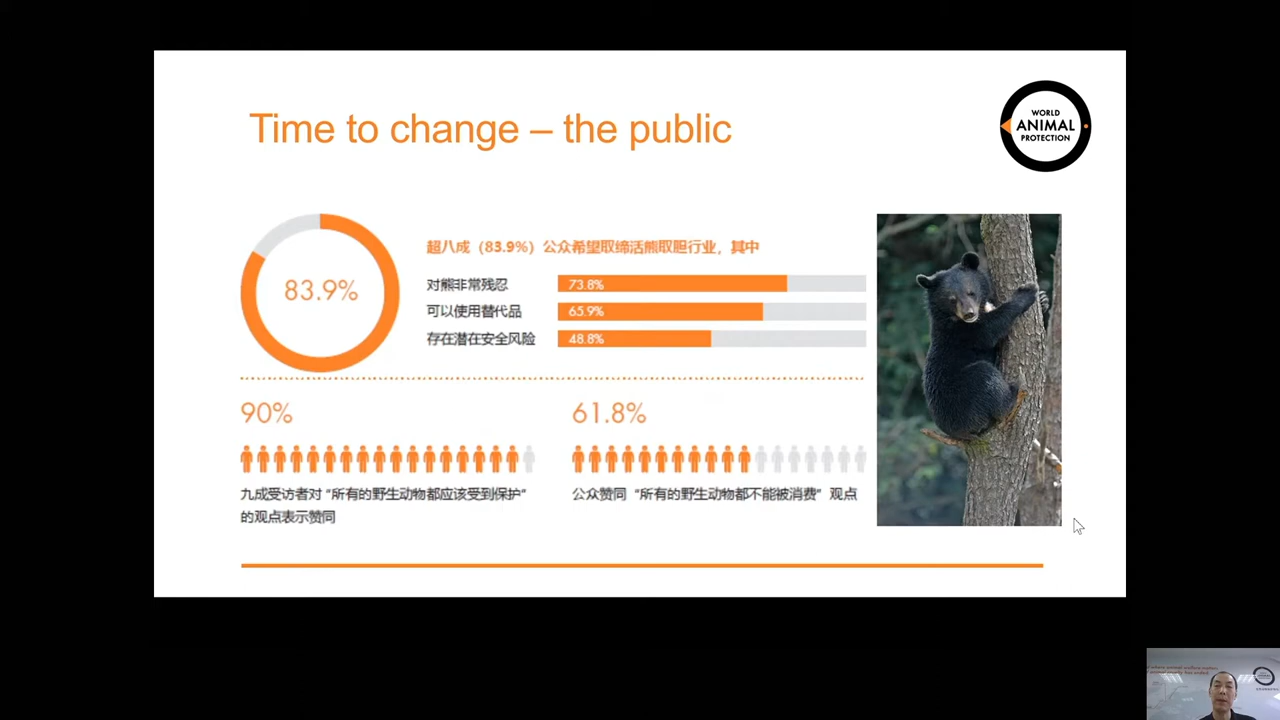 Time to change – the public
WORLD
ANIMAL
PROTECTION
83.9%
超八成（83.9%）公众希望取缔活熊取胆行业，其中
对熊非常残忍 73.8%
可以使用替代品 65.9%
存在潜在安全风险 48.8%
90%
九成受访者对“所有的野生动物都应该受到保护”
的观点表示赞同
61.8%
公众赞同“所有的野生动物都不能被消费”观点